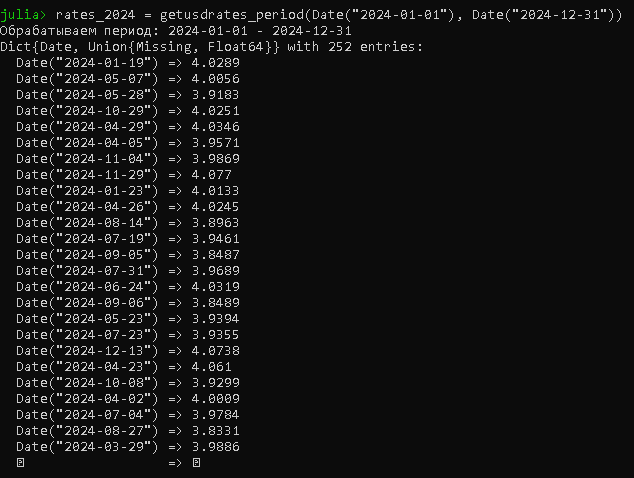 julia> rates_2024 = getusdrates_period(Date("2024-01-01"), Date("2024-12-31"))
Обрабатываем период: 2024-01-01 - 2024-12-31
Dict{Date, Union{Missing, Float64}} with 252 entries:
  Date("2024-01-19") => 4.0289
  Date("2024-05-07") => 4.0056
  Date("2024-05-28") => 3.9183
  Date("2024-10-29") => 4.0251
  Date("2024-04-29") => 4.0346
  Date("2024-04-05") => 3.9571
  Date("2024-11-04") => 3.9869
  Date("2024-11-29") => 4.077
  Date("2024-01-23") => 4.0133
  Date("2024-04-26") => 4.0245
  Date("2024-08-14") => 3.8963
  Date("2024-07-19") => 3.9461
  Date("2024-09-05") => 3.8487
  Date("2024-07-31") => 3.9689
  Date("2024-06-24") => 4.0319
  Date("2024-09-06") => 3.8489
  Date("2024-05-23") => 3.9394
  Date("2024-07-23") => 3.9355
  Date("2024-12-13") => 4.0738
  Date("2024-04-23") => 4.061
  Date("2024-10-08") => 3.9299
  Date("2024-04-02") => 4.0009
  Date("2024-07-04") => 3.9784
  Date("2024-08-27") => 3.8331
  Date("2024-03-29") => 3.9886
  =>